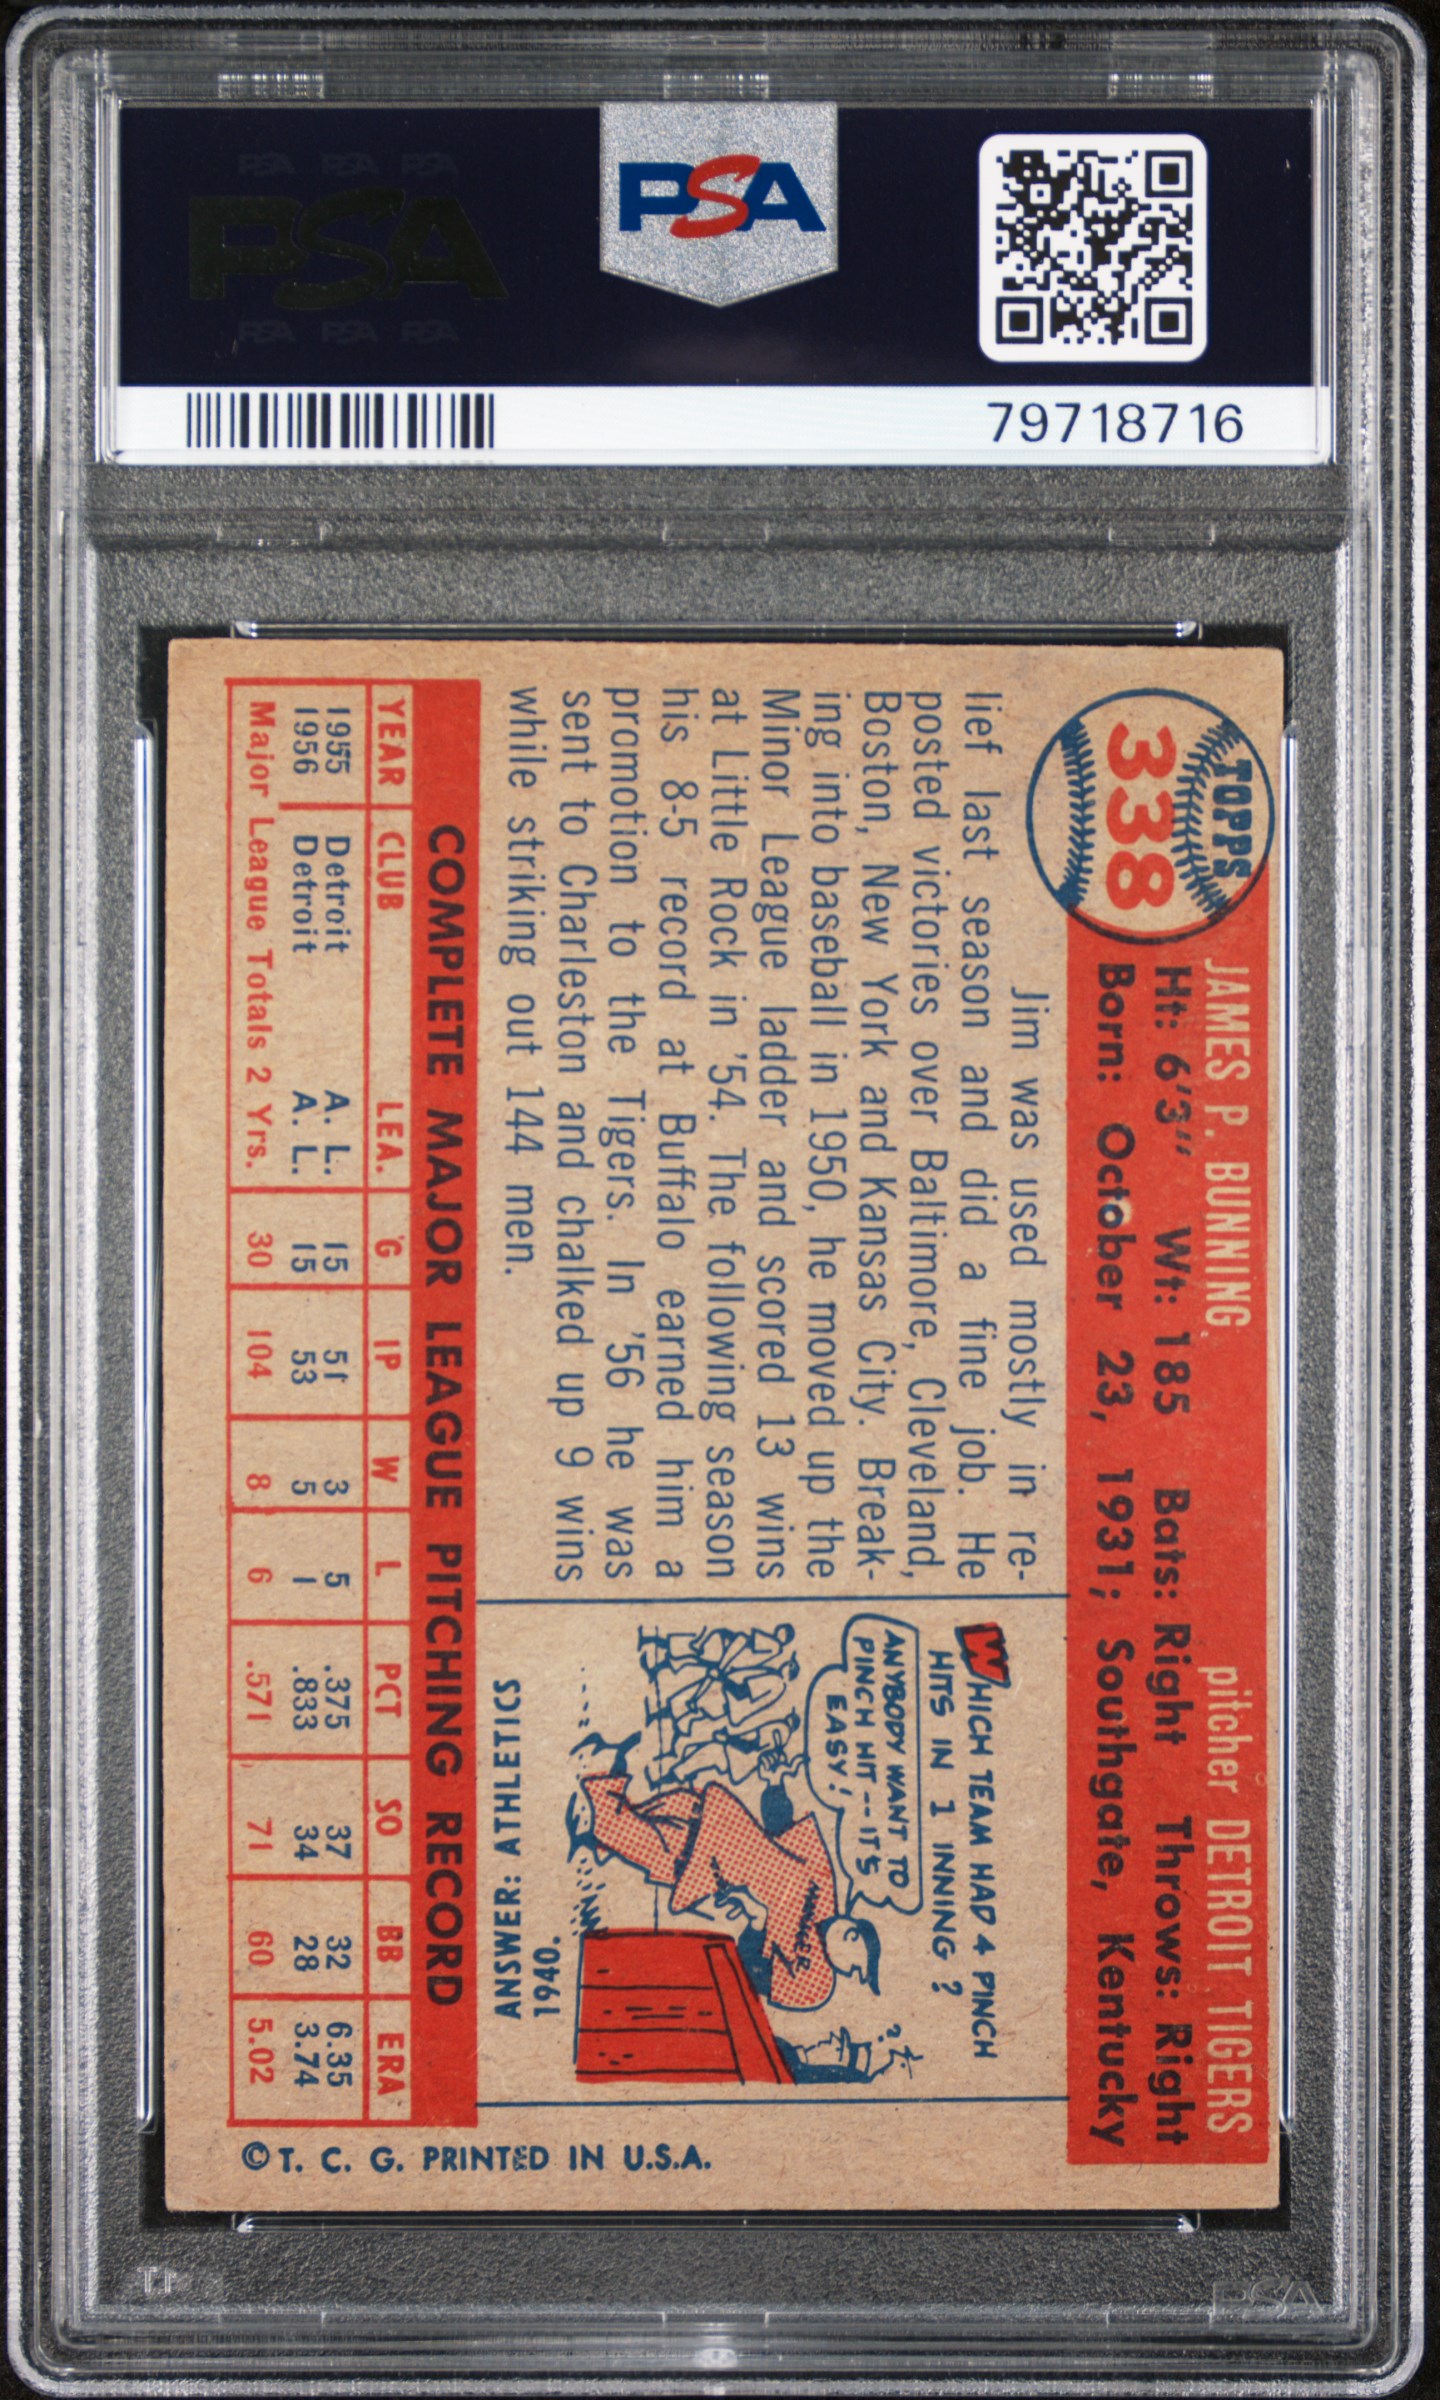 PSA PSA PSA
PSA
PSA PSA PSA
PSA
79718716
TOPPS
338
JAMES P. BUNNING
pitcher DETROIT TIGERS
Ht: 6'3" Wt: 185 Bats: Right Throws: Right
Born: October 23, 1931; Southgate, Kentucky
Jim was used mostly in re-
lief last season and did a fine job. He
posted victories over Baltimore, Cleveland,
Boston, New York and Kansas City. Break-
ing into baseball in 1950, he moved up the
Minor League ladder and scored 13 wins
at Little Rock in '54. The following season
his 8-5 record at Buffalo earned him a
promotion to the Tigers. In '56 he was
sent to Charleston and chalked up 9 wins
while striking out 144 men.
WHICH TEAM HAD 4 PINCH
HITS IN 1 INNING?
ANYBODY WANT TO
PINCH HIT -- IT'S
EASY!
ANSWER: ATHLETICS
1940.
COMPLETE MAJOR LEAGUE PITCHING RECORD
YEAR CLUB LEA. G IP W L PCT SO BB ERA
1955 Detroit A. L. 15 51 3 5 .375 37 32 6.35
1956 Detroit A. L. 15 53 5 1 .833 34 28 3.74
Major League Totals 2 Yrs. 30 104 8 6 .571 71 60 5.02
© T. C. G. PRINTED IN U.S.A.
PSA